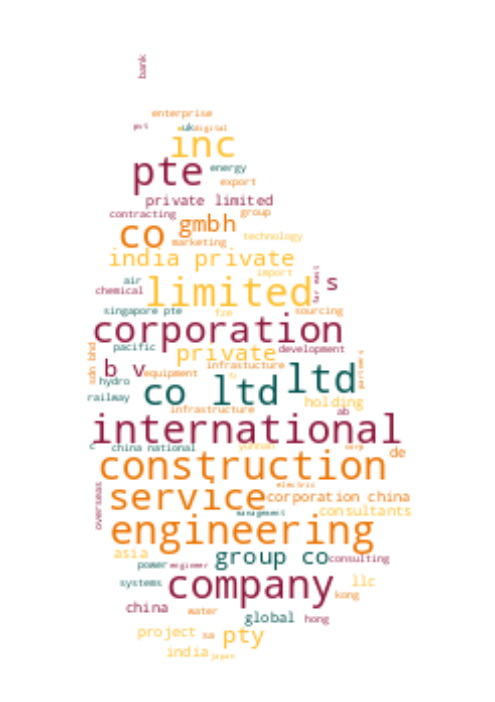 bank
enterprise
pvt
uk digital
inc
pte energy
export
private limited
contracting group
co gmbh
marketing technology
india private
import
air
chemical limited far east s
singapore pte fze sourcing
corporation
pacific private development
sdn bhd
b v equipment infrastucture partners
hydro co ltd ltd
railway holding
infrastructure ab
international
c china national yunnan corp
de
construction
electric
overseas service corporation china
management consultants
engineering
asia group co consulting
power engineer
systems company llc
kong
china water
global hong
project sa pty
india japan